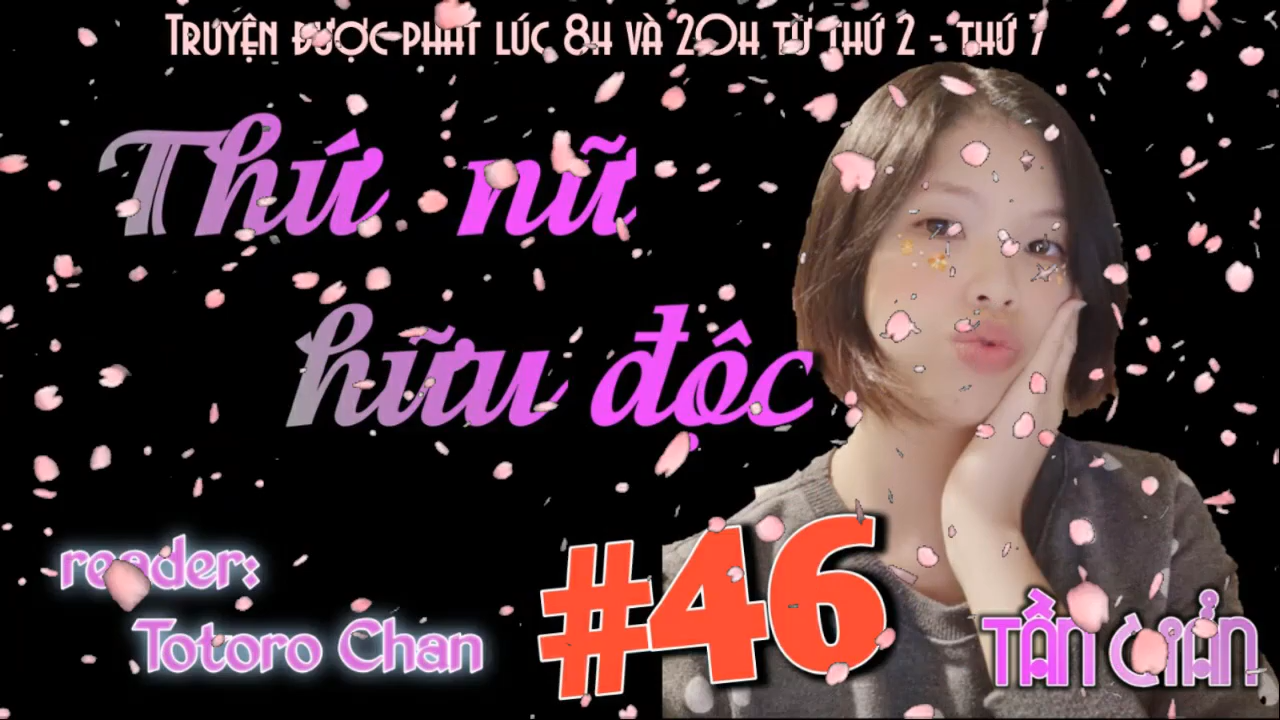 Truyện được phát lúc 8h và 20h từ thứ 2 - thứ 7
Thứ nữ
hữu độc
reader:
Totoro Chan
#46
TẦN GIẢN